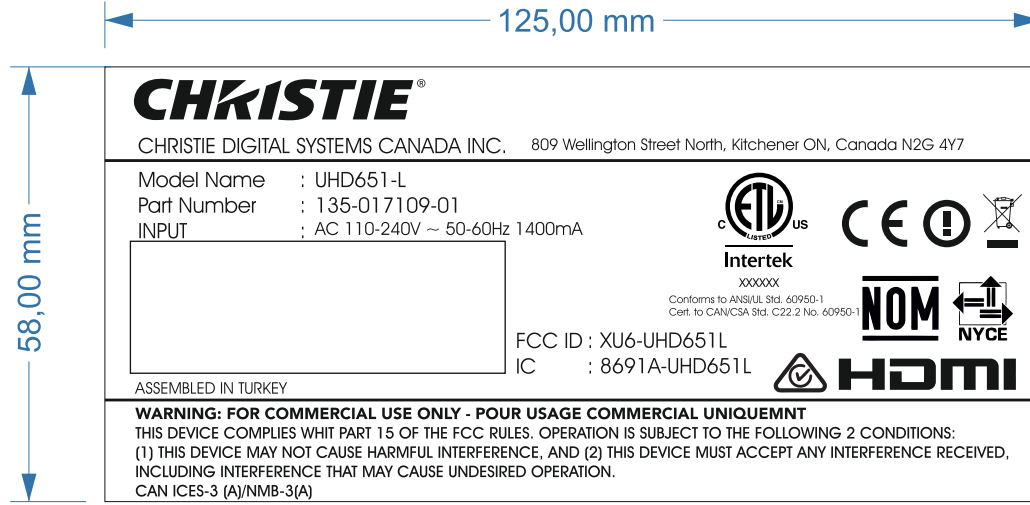 125,00 mm
58,00 mm
CHRISTIE®
CHRISTIE DIGITAL SYSTEMS CANADA INC. 809 Wellington Street North, Kitchener ON, Canada N2G 4Y7
Model Name : UHD651-L
Part Number : 135-017109-01
INPUT : AC 110-240V ~ 50-60Hz 1400mA
C ETL CM US
LISTED
Intertek
XXXXXX
Conforms to ANSI/UL Std. 60950-1
Cert. to CAN/CSA Std. C22.2 No. 60950-1
CE
NOM
NYCE
FCC ID : XU6-UHD651L
IC : 8691A-UHD651L
HDMI
ASSEMBLED IN TURKEY
WARNING: FOR COMMERCIAL USE ONLY - POUR USAGE COMMERCIAL UNIQUEMNT
THIS DEVICE COMPLIES WHIT PART 15 OF THE FCC RULES. OPERATION IS SUBJECT TO THE FOLLOWING 2 CONDITIONS:
(1) THIS DEVICE MAY NOT CAUSE HARMFUL INTERFERENCE, AND (2) THIS DEVICE MUST ACCEPT ANY INTERFERENCE RECEIVED,
INCLUDING INTERFERENCE THAT MAY CAUSE UNDESIRED OPERATION.
CAN ICES-3 (A)/NMB-3(A)